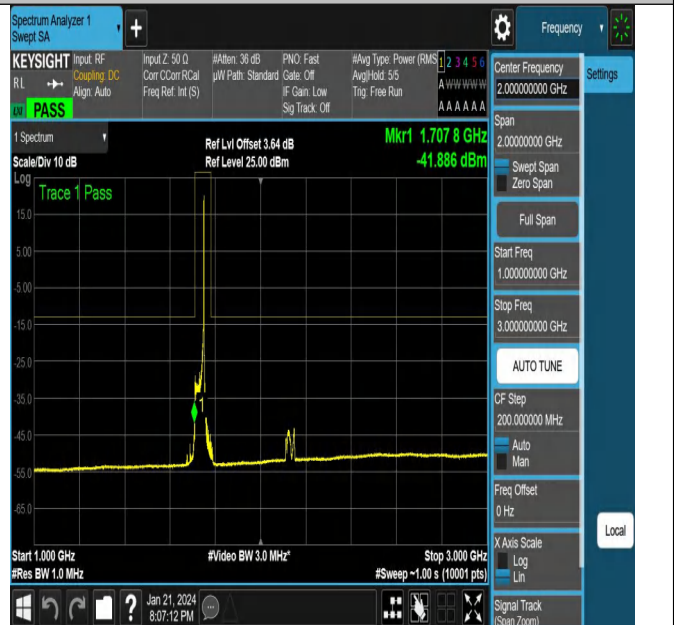 Spectrum Analyzer 1
Swept SA
Frequency
KEYSIGHT
RL
PASS
Input: RF
Coupling: DC
Align: Auto
Input Z: 50 Ω
Corr CCorr RCal
Freq Ref: Int (S)
#Atten: 36 dB
µW Path: Standard
PNO: Fast
Gate: Off
IF Gain: Low
Sig Track: Off
#Avg Type: Power (RMS
Avg|Hold: 5/5
Trig: Free Run
1 2 3 4 5 6
A W W W W W
A A A A A A
1 Spectrum
Scale/Div 10 dB
Ref Lvl Offset 3.64 dB
Ref Level 25.00 dBm
Mkr1 1.707 8 GHz
-41.886 dBm
Log
Trace 1 Pass
15.0
5.00
-5.00
-15.0
-25.0
-35.0
-45.0
-55.0
-65.0
Start 1.000 GHz
#Res BW 1.0 MHz
#Video BW 3.0 MHz*
Stop 3.000 GHz
#Sweep ~1.00 s (10001 pts)
Jan 21, 2024
8:07:12 PM
Center Frequency
2.000000000 GHz
Settings
Span
2.00000000 GHz
Swept Span
Zero Span
Full Span
Start Freq
1.000000000 GHz
Stop Freq
3.000000000 GHz
AUTO TUNE
CF Step
200.000000 MHz
Auto
Man
Freq Offset
0 Hz
X Axis Scale
Log
Lin
Local
Signal Track
(Span Zoom)